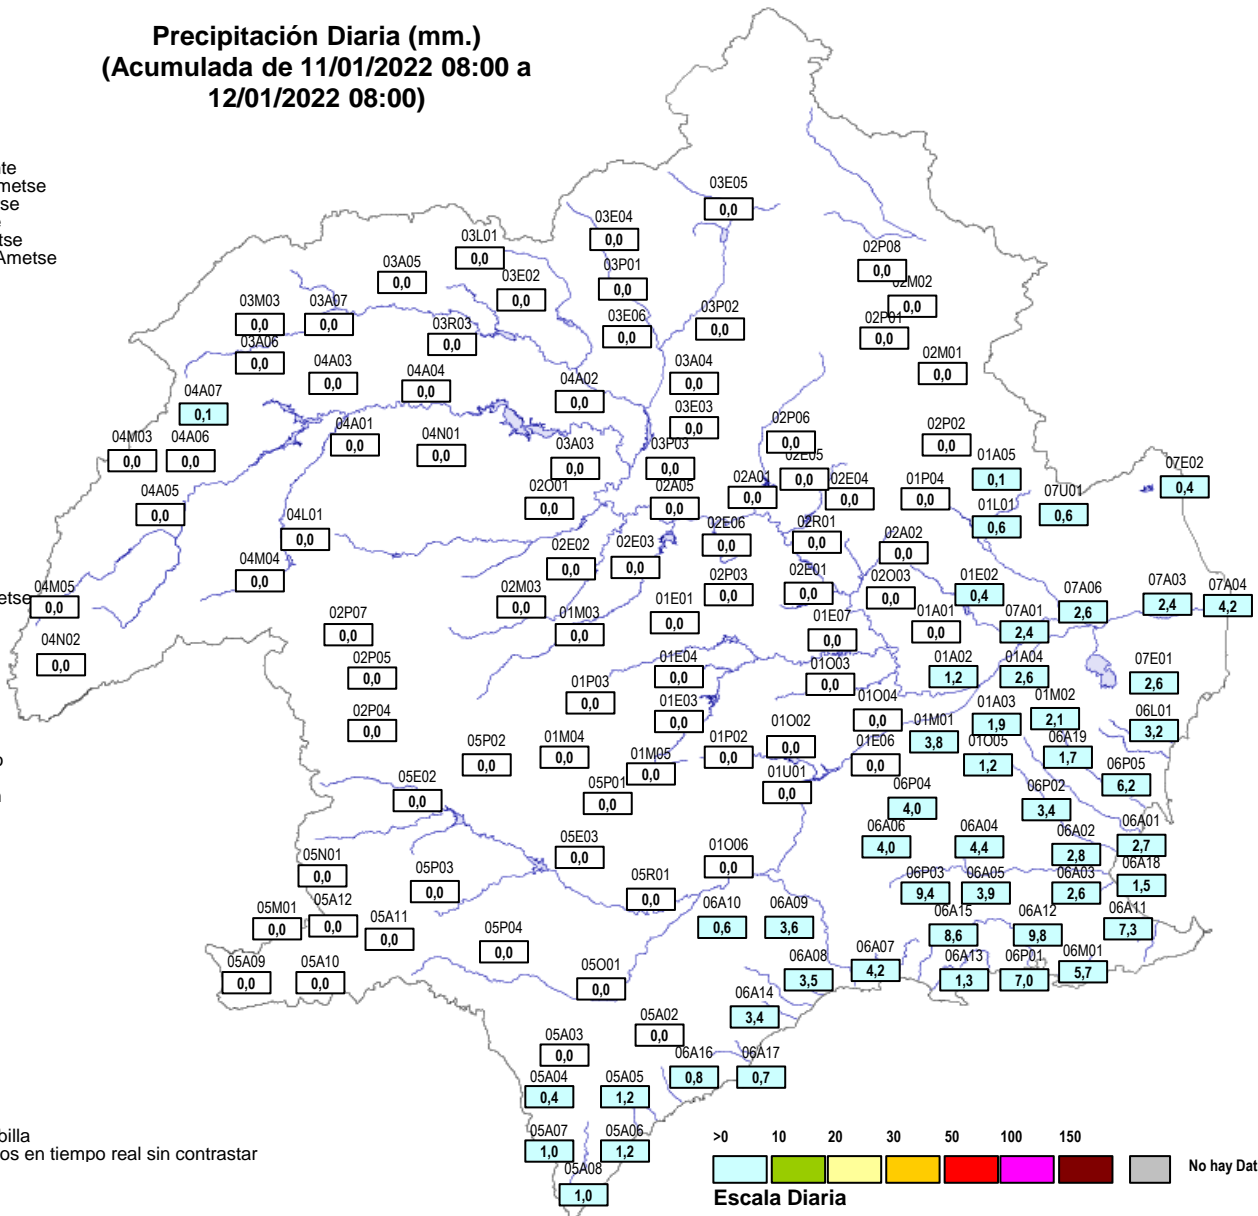 Precipitación Diaria (mm.)
(Acumulada de 11/01/2022 08:00 a
12/01/2022 08:00)
03E05
0,0
03E04
0,0
03L01
0,0
02P08
0,0
03A05
0,0
03P01
0,0
03E02
0,0
02M02
0,0
03M03
0,0
03A07
0,0
03P02
0,0
03E06
0,0
02P01
0,0
03R03
0,0
03A06
0,0
04A03
0,0
03A04
0,0
02M01
0,0
04A04
0,0
04A02
0,0
04A07
0,1
03E03
0,0
02P06
0,0
02P02
0,0
04A01
0,0
04N01
0,0
04M03
0,0
04A06
0,0
03A03
0,0
03P03
0,0
02E05
0,0
01A05
0,1
07E02
0,4
02A01
0,0
02E04
0,0
01P04
0,0
04A05
0,0
02O01
0,0
02A05
0,0
07U01
0,6
01L01
0,6
04L01
0,0
02E06
0,0
02R01
0,0
02A02
0,0
02E02
0,0
02E03
0,0
04M04
0,0
02P03
0,0
02E01
0,0
02O03
0,0
01E02
0,4
04M05
0,0
02M03
0,0
07A06
2,6
07A03
2,4
07A04
4,2
02P07
0,0
01M03
0,0
01E01
0,0
01E07
0,0
01A01
0,0
07A01
2,4
04N02
0,0
02P05
0,0
01E04
0,0
01O03
0,0
01A02
1,2
01A04
2,6
07E01
2,6
01P03
0,0
02P04
0,0
01E03
0,0
01O04
0,0
01A03
1,9
01M02
2,1
06L01
3,2
01M01
3,8
05P02
0,0
01M04
0,0
01M05
0,0
01P02
0,0
01O02
0,0
01E06
0,0
01O05
1,2
06A19
1,7
06P05
6,2
05E02
0,0
05P01
0,0
01U01
0,0
06P04
4,0
06P02
3,4
05E03
0,0
06A06
4,0
06A04
4,4
06A02
2,8
06A01
2,7
05N01
0,0
05P03
0,0
01O06
0,0
05R01
0,0
06P03
9,4
06A05
3,9
06A03
2,6
06A18
1,5
05M01
0,0
05A12
0,0
05A11
0,0
06A10
0,6
06A09
3,6
06A15
8,6
06A12
9,8
06A11
7,3
05P04
0,0
05A09
0,0
05A10
0,0
05O01
0,0
06A08
3,5
06A07
4,2
06A13
1,3
06P01
7,0
06M01
5,7
06A14
3,4
05A02
0,0
05A03
0,0
06A16
0,8
06A17
0,7
05A04
0,4
05A05
1,2
05A07
1,0
05A06
1,2
05A08
1,0
os en tiempo real sin contrastar
>0 10 20 30 50 100 150
No hay Dat
Escala Diaria